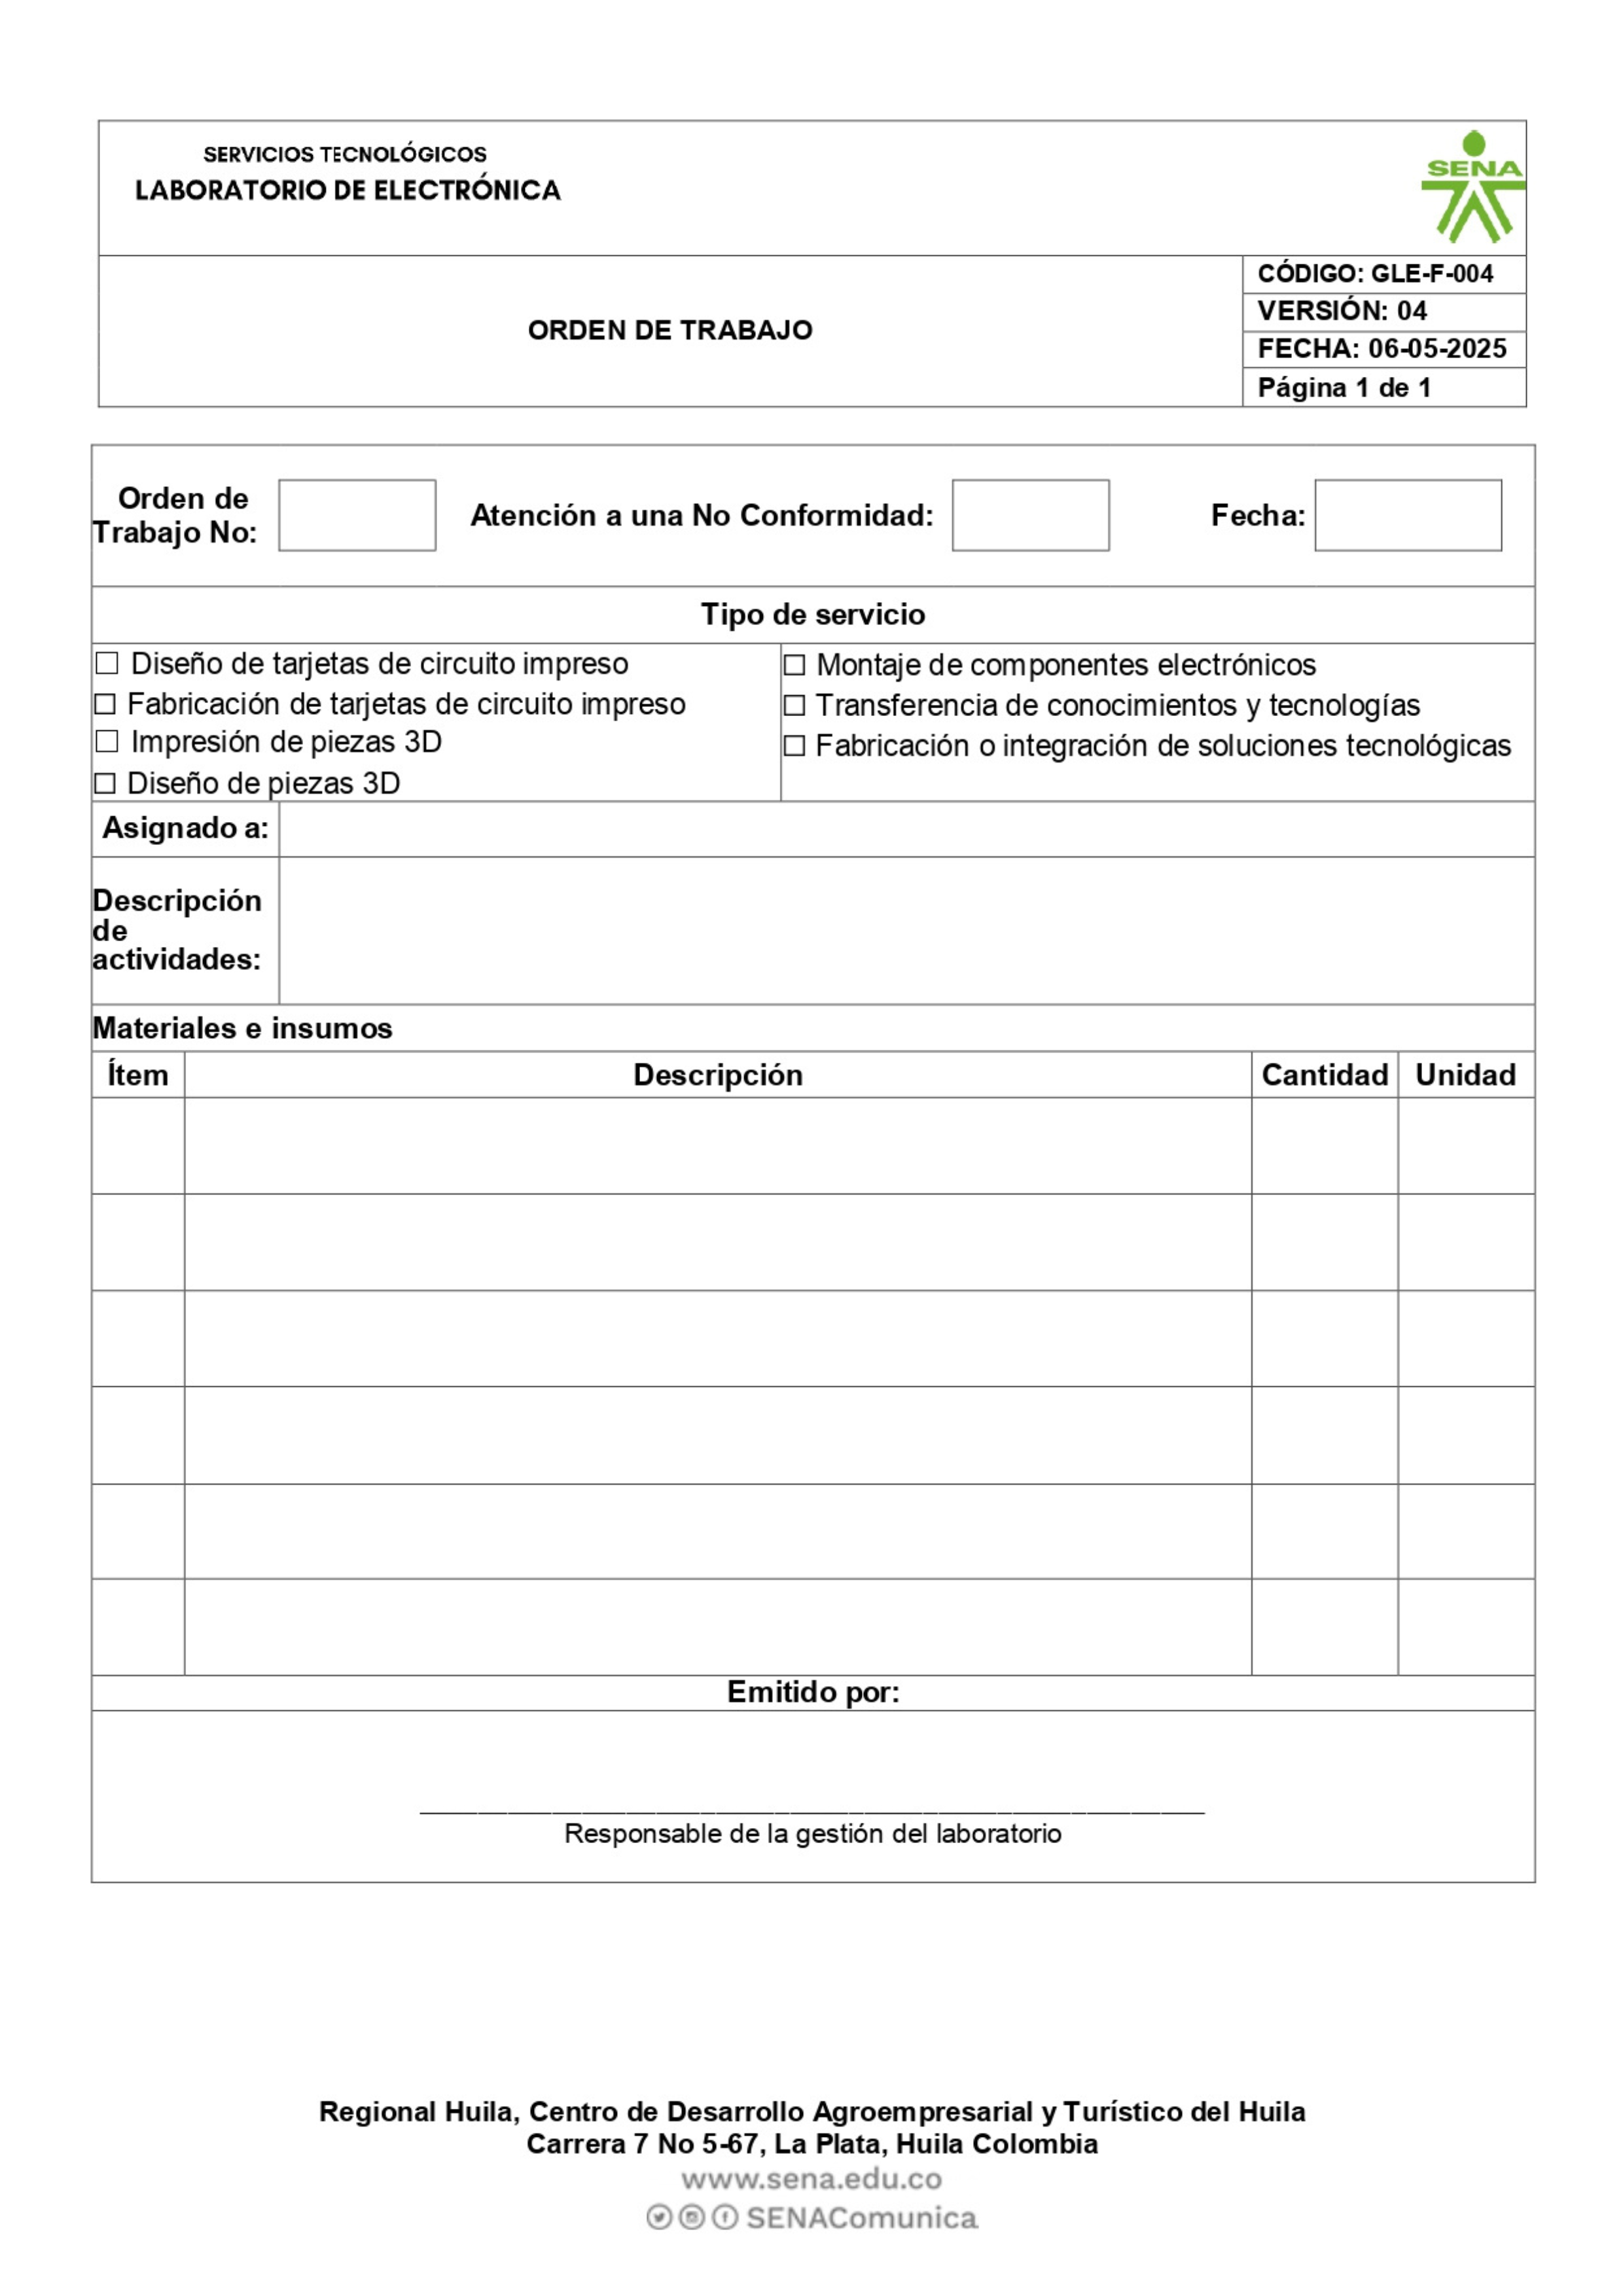 SERVICIOS TECNOLÓGICOS
LABORATORIO DE ELECTRÓNICA
SENA
ORDEN DE TRABAJO
CÓDIGO: GLE-F-004
VERSIÓN: 04
FECHA: 06-05-2025
Página 1 de 1
Orden de
Trabajo No:
Atención a una No Conformidad:
Fecha:
Tipo de servicio
☐ Diseño de tarjetas de circuito impreso
☐ Fabricación de tarjetas de circuito impreso
☐ Impresión de piezas 3D
☐ Diseño de piezas 3D
☐ Montaje de componentes electrónicos
☐ Transferencia de conocimientos y tecnologías
☐ Fabricación o integración de soluciones tecnológicas
Asignado a:
Descripción
de
actividades:
Materiales e insumos
Ítem Descripción Cantidad Unidad
Emitido por:
Responsable de la gestión del laboratorio
Regional Huila, Centro de Desarrollo Agroempresarial y Turístico del Huila
Carrera 7 No 5-67, La Plata, Huila Colombia
www.sena.edu.co
SENAComunica